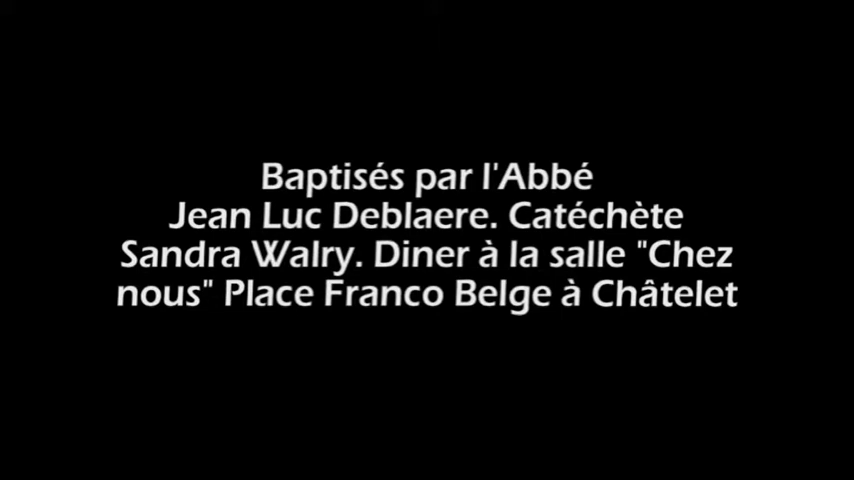 Baptisés par l'Abbé
Jean Luc Deblaere. Catéchète
Sandra Walry. Diner à la salle "Chez
nous" Place Franco Belge à Châtelet